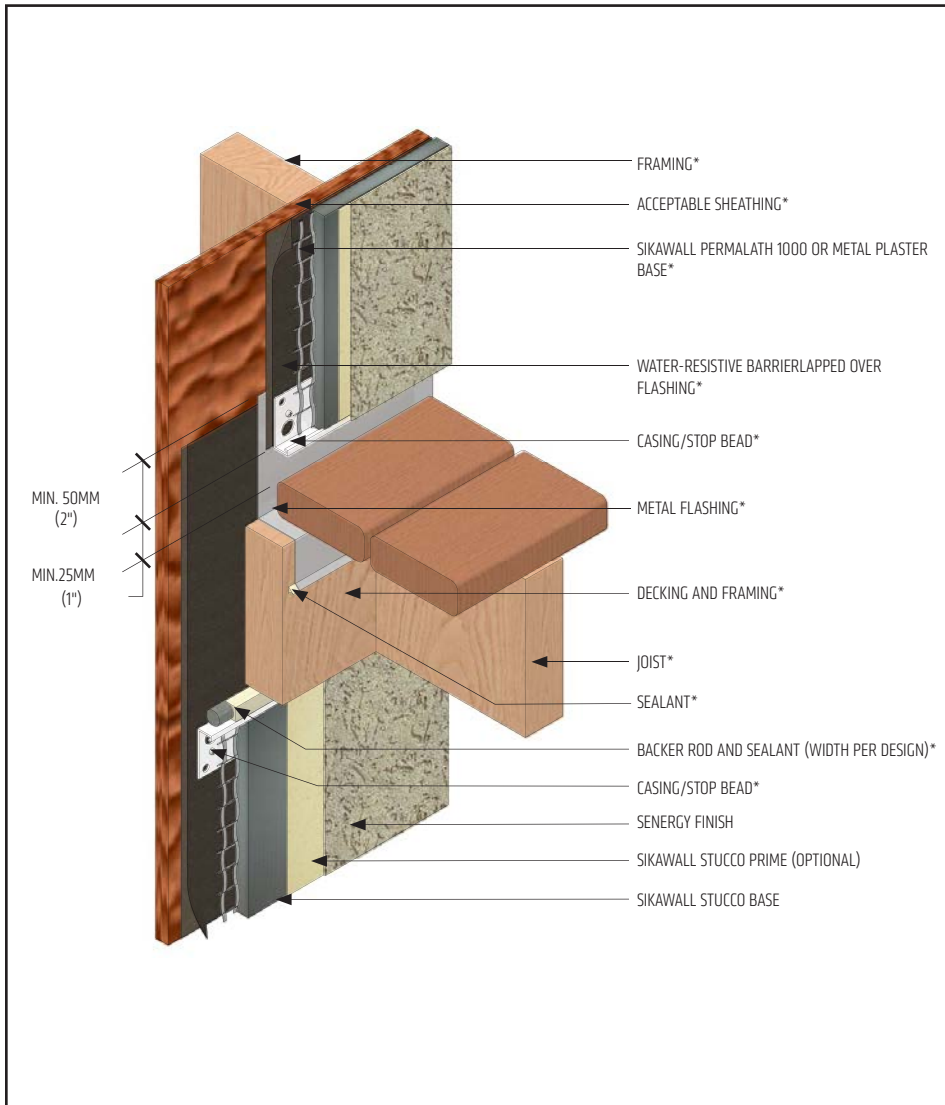 FRAMING*
ACCEPTABLE SHEATHING*
SIKAWALL PERMALATH 1000 OR METAL PLASTER
BASE*
WATER-RESISTIVE BARRIERLAPPED OVER
FLASHING*
CASING/STOP BEAD*
MIN. 50MM
(2")
METAL FLASHING*
MIN.25MM
(1")
DECKING AND FRAMING*
JOIST*
SEALANT*
BACKER ROD AND SEALANT (WIDTH PER DESIGN)*
CASING/STOP BEAD*
SENERGY FINISH
SIKAWALL STUCCO PRIME (OPTIONAL)
SIKAWALL STUCCO BASE